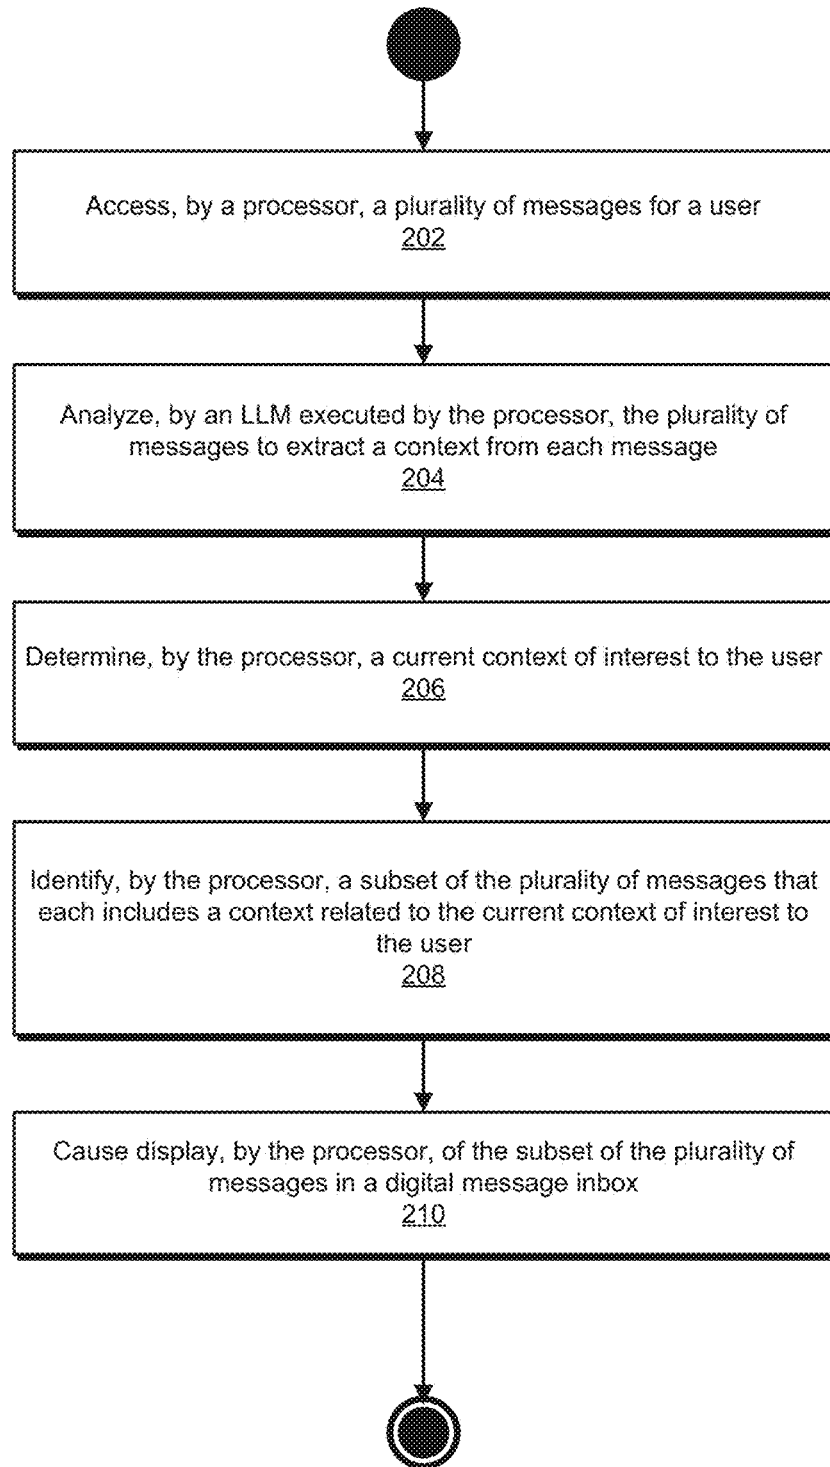 Access, by a processor, a plurality of messages for a user
202
Analyze, by an LLM executed by the processor, the plurality of
messages to extract a context from each message
204
Determine, by the processor, a current context of interest to the user
206
Identify, by the processor, a subset of the plurality of messages that
each includes a context related to the current context of interest to
the user
208
Cause display, by the processor, of the subset of the plurality of
messages in a digital message inbox
210